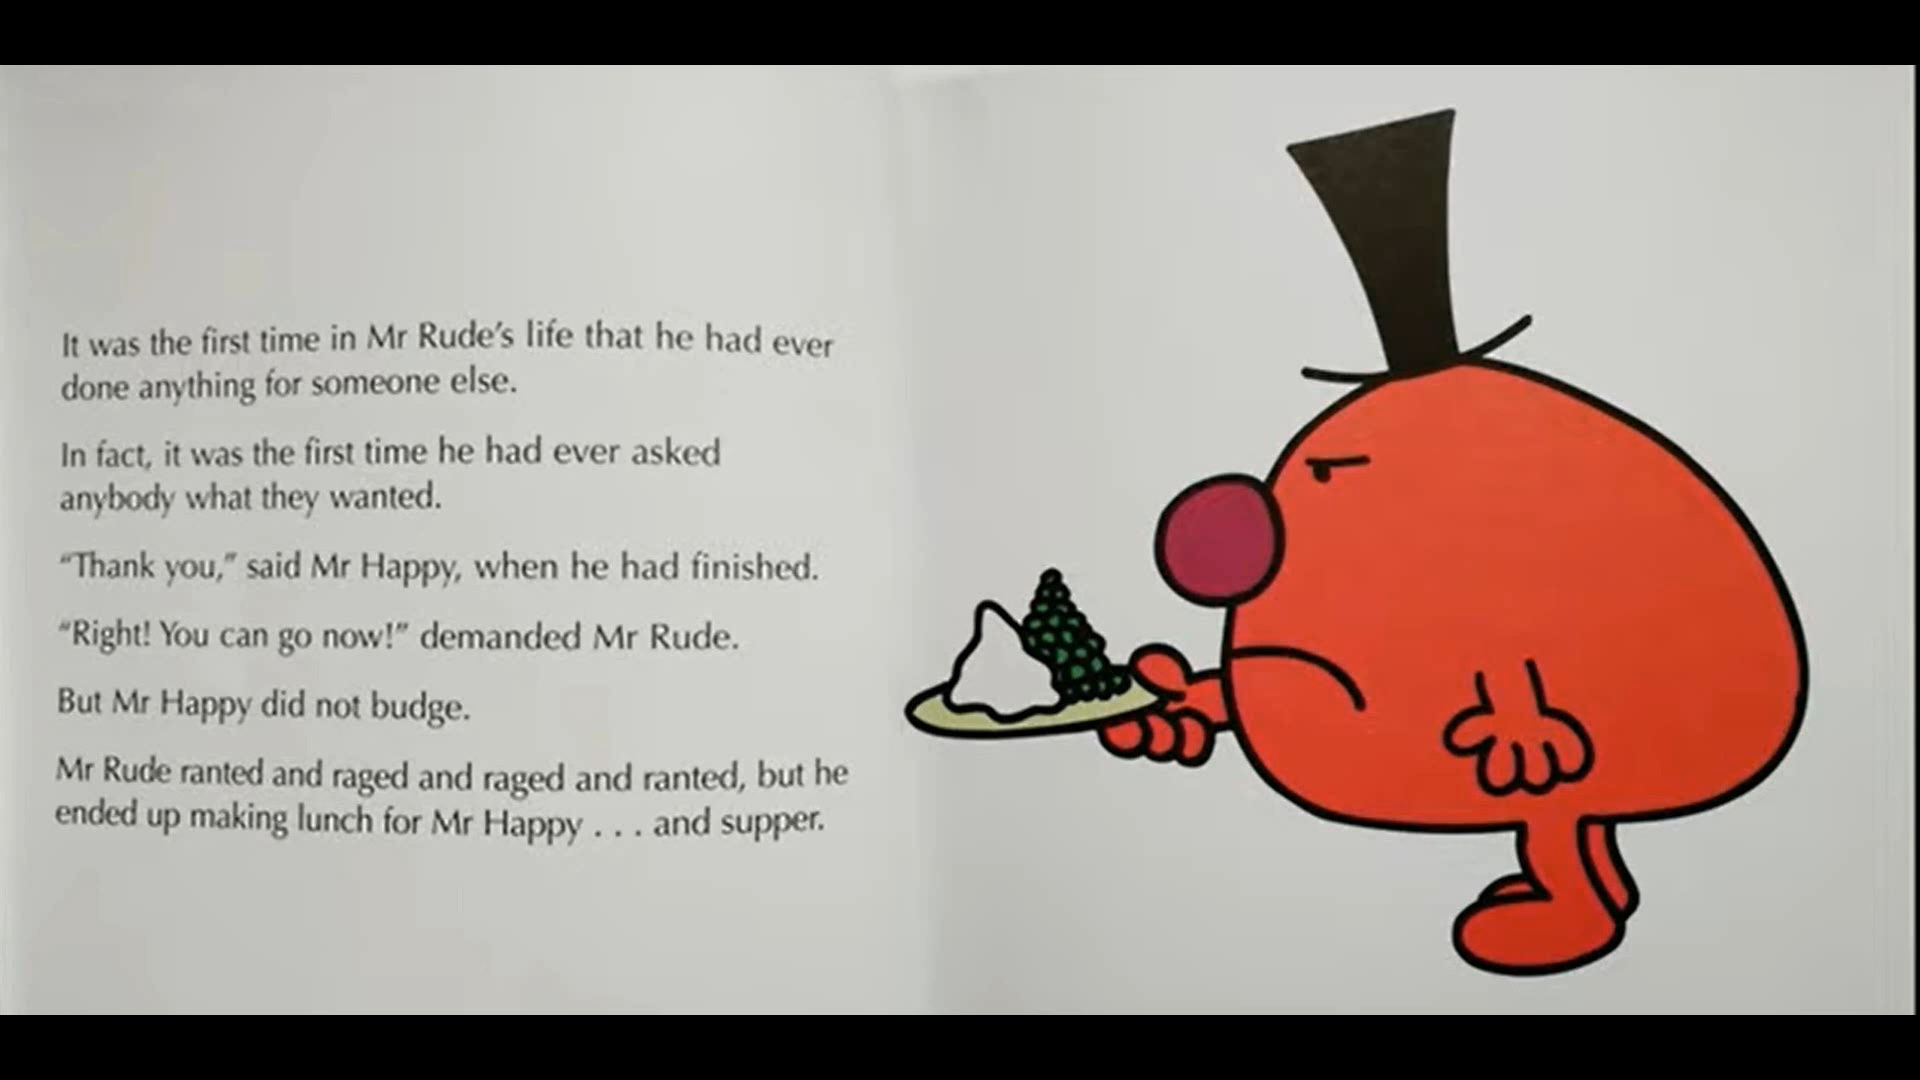 It was the first time in Mr Rude's life that he had ever
done anything for someone else.
In fact, it was the first time he had ever asked
anybody what they wanted.
“Thank you,” said Mr Happy, when he had finished.
“Right! You can go now!” demanded Mr Rude.
But Mr Happy did not budge.
Mr Rude ranted and raged and raged and ranted, but he
ended up making lunch for Mr Happy . . . and supper.